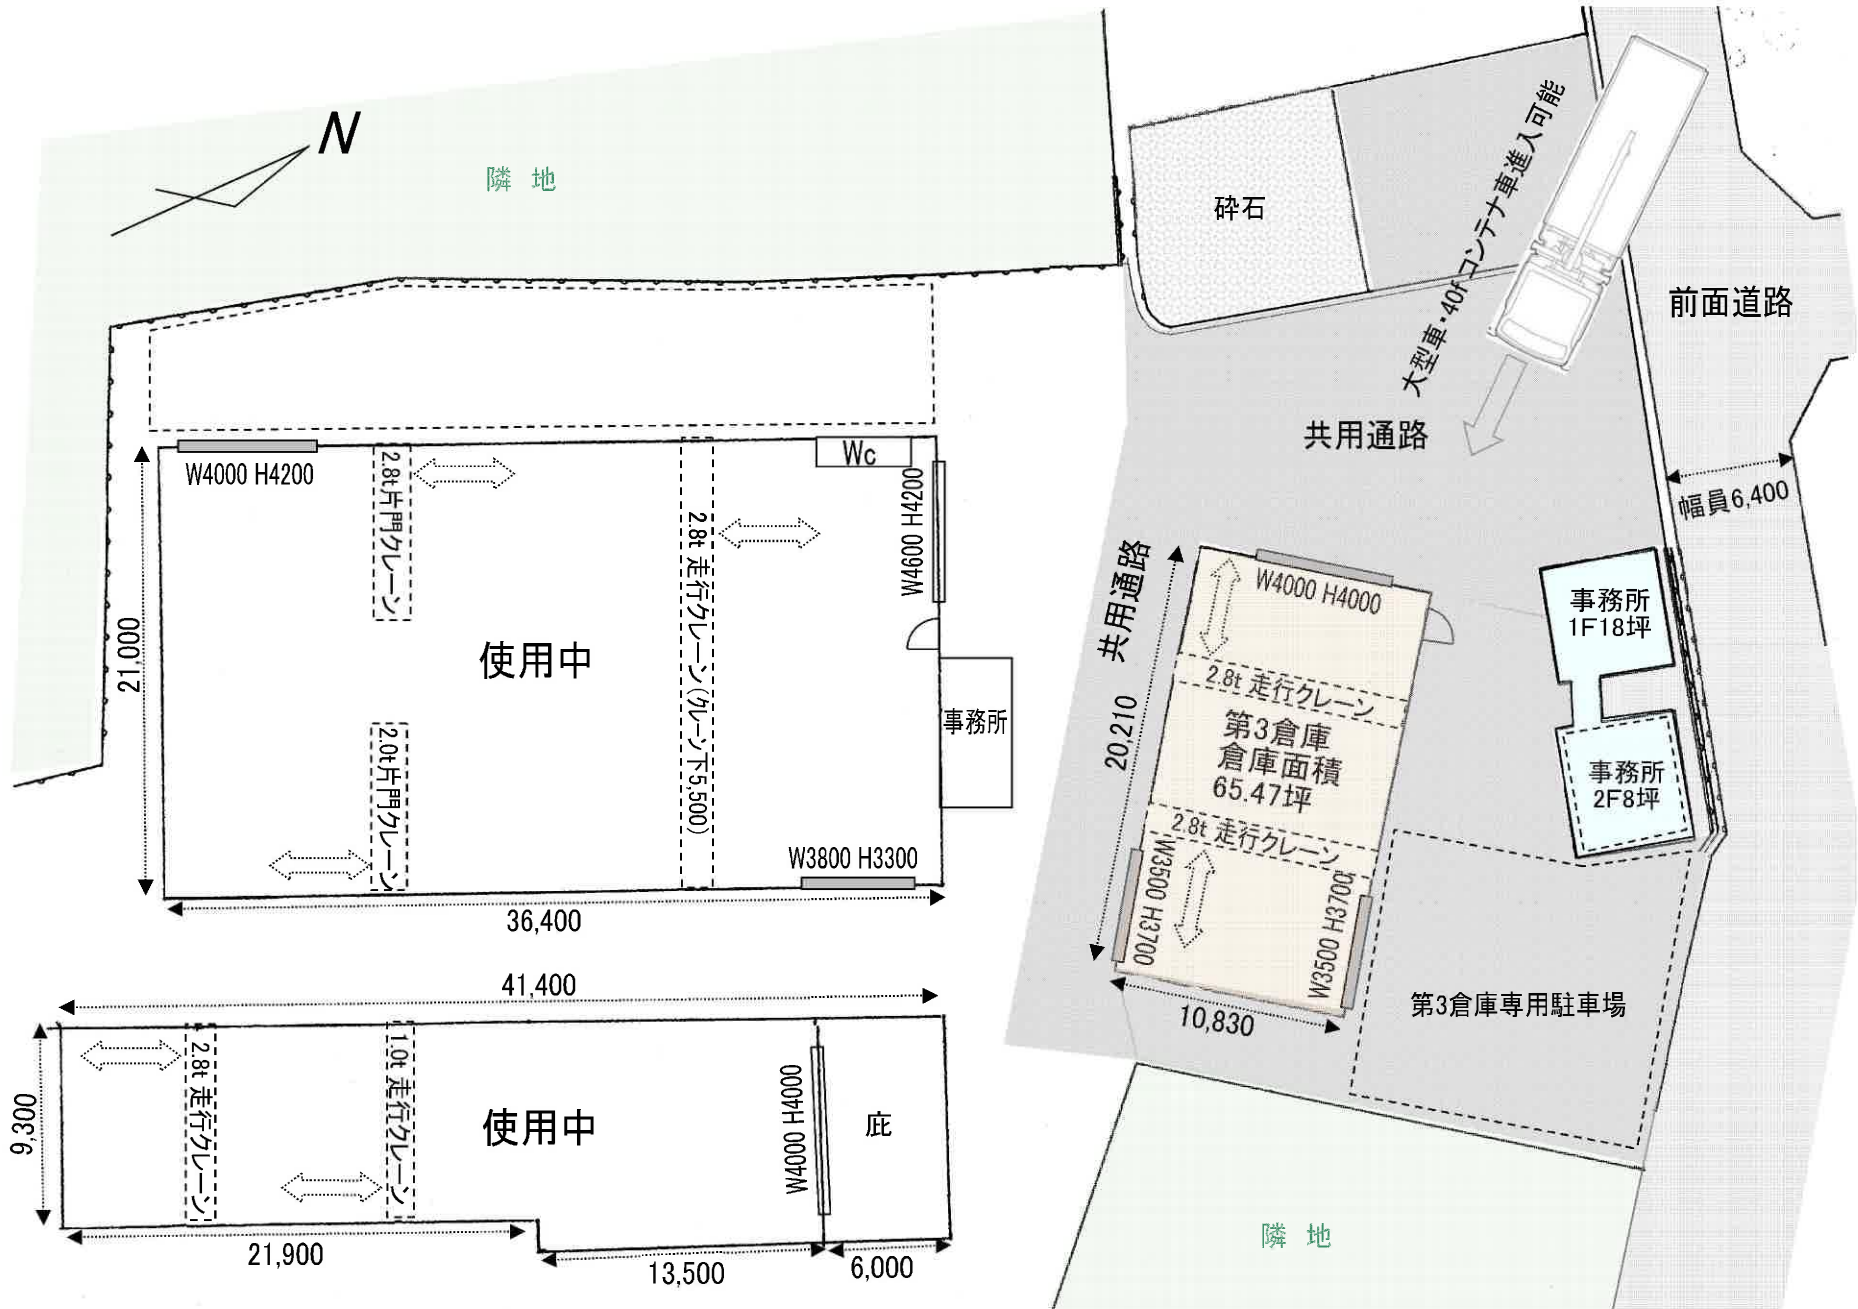 N
隣 地
砕石
大型車・40fコンテナ車進入可能
前面道路
共用通路
幅員6,400
W4000 H4200
2.8t片門クレーン
2.8t 走行クレーン(クレーン下5,500)
Wc
W4600 H4200
使用中
21,000
2.0t片門クレーン
事務所
W3800 H3300
36,400
共用通路
20,210
W4000 H4000
2.8t 走行クレーン
第3倉庫
倉庫面積
65.47坪
2.8t 走行クレーン
W3500 H3700
W3500 H3700
10,830
事務所
1F18坪
事務所
2F8坪
第3倉庫専用駐車場
41,400
9,300
2.8t 走行クレーン
1.0t 走行クレーン
使用中
W4000 H4000
庇
21,900
13,500
6,000
隣 地